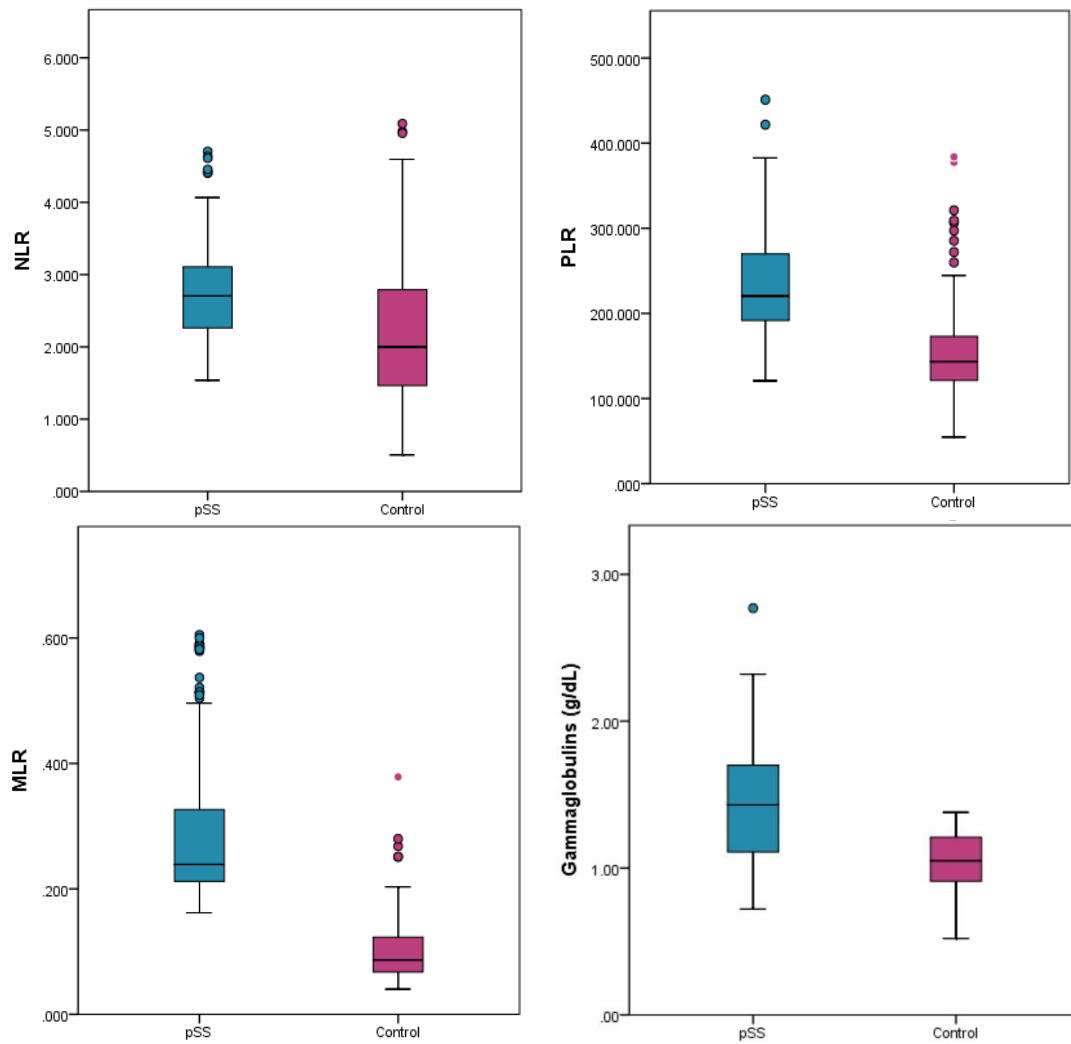 NLR
6.000
5.000
4.000
3.000
2.000
1.000
.000
pSS
Control
PLR
500.000
400.000
300.000
200.000
100.000
.000
pSS
Control
MLR
.600
.400
.200
.000
pSS
Control
Gammaglobulins (g/dL)
3.00
2.00
1.00
.00
pSS
Control